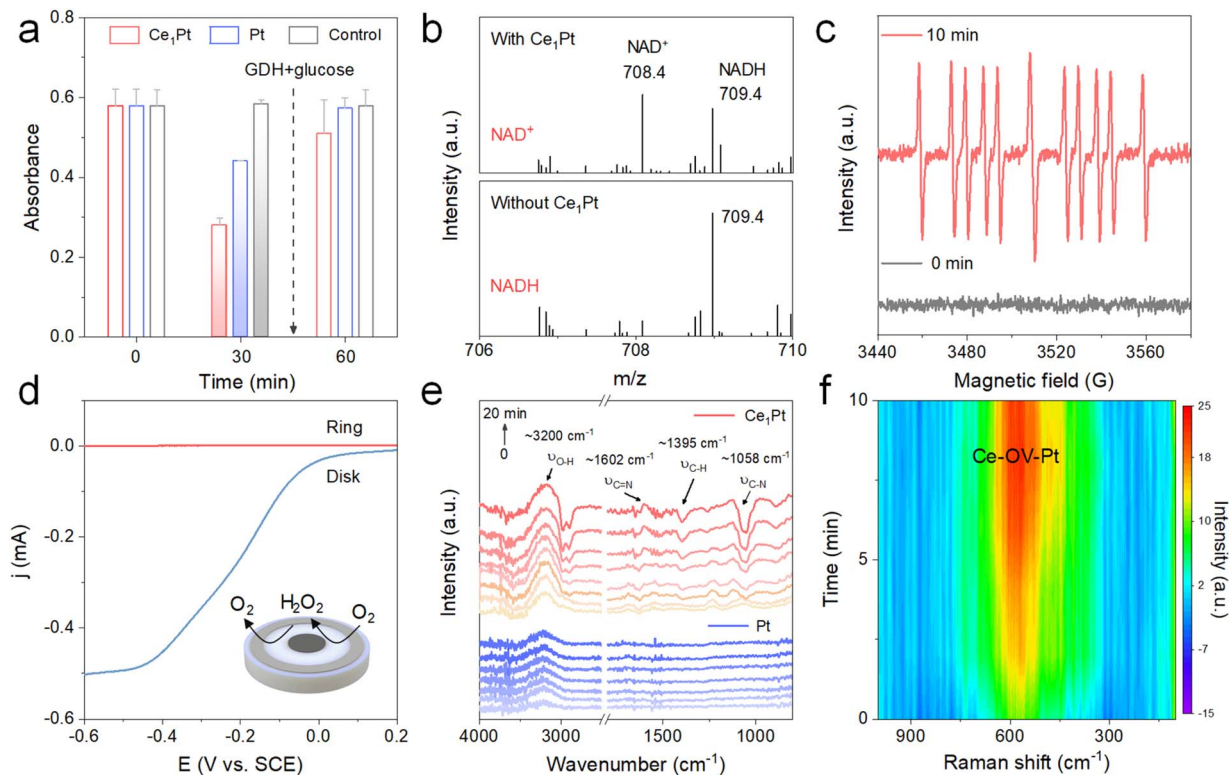 a
Ce₁Pt Pt Control
GDH+glucose
0.8
0.6
0.4
0.2
0.0
Absorbance
0 30 60
Time (min)
b
With Ce₁Pt
NAD⁺
708.4
NADH
709.4
NAD⁺
Without Ce₁Pt
709.4
NADH
Intensity (a.u.)
706 708 710
m/z
c
10 min
0 min
Intensity (a.u.)
3440 3480 3520 3560
Magnetic field (G)
d
0.0
-0.2
-0.4
-0.6
j (mA)
Ring
Disk
O₂ H₂O₂ O₂
-0.6 -0.4 -0.2 0.0 0.2
E (V vs. SCE)
e
20 min
0
Ce₁Pt
~3200 cm⁻¹
υO-H
~1602 cm⁻¹
υC=N
~1395 cm⁻¹
υC-H
~1058 cm⁻¹
υC-N
Pt
Intensity (a.u.)
4000 3000 1500 1000
Wavenumber (cm⁻¹)
f
Ce-OV-Pt
10
5
0
Time (min)
900 600 300
Raman shift (cm⁻¹)
25
17
10
2
-7
-15
Intensity (a.u.)